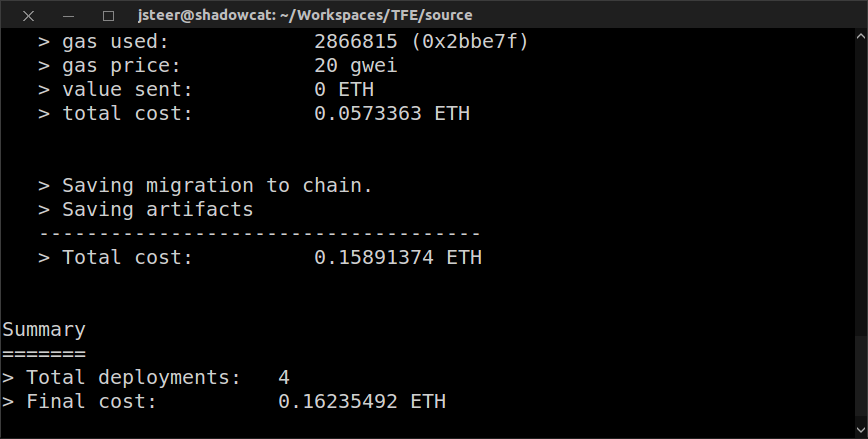 jsteer@shadowcat: ~/Workspaces/TFE/source
> gas used: 2866815 (0x2bbe7f)
> gas price: 20 gwei
> value sent: 0 ETH
> total cost: 0.0573363 ETH
> Saving migration to chain.
> Saving artifacts
-------------------------------------
> Total cost: 0.15891374 ETH
Summary
=======
> Total deployments: 4
> Final cost: 0.16235492 ETH